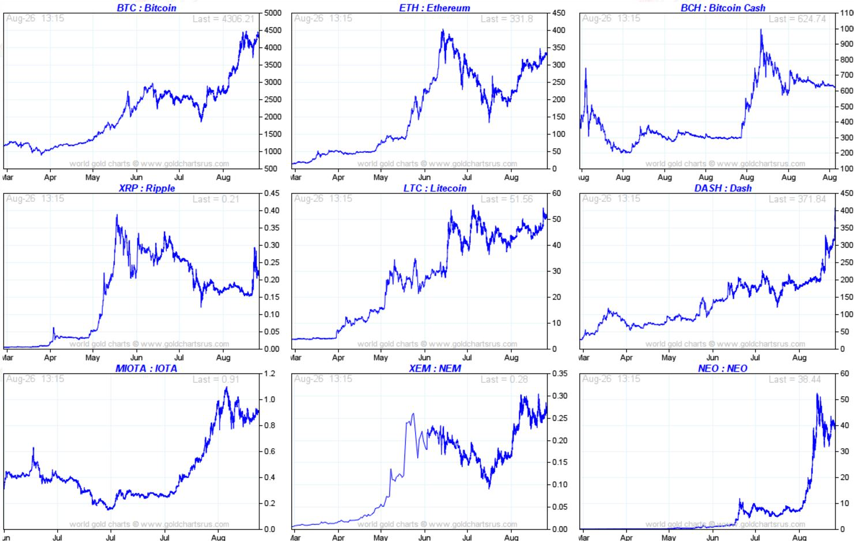 BTC : Bitcoin
Aug-26 13:15 Last = 4306.21
5000
4500
4000
3500
3000
2500
2000
1500
1000
500
world gold charts © www.goldchartsrus.com
Mar Apr May Jun Jul Aug
ETH : Ethereum
Aug-26 13:15 Last = 331.8
450
400
350
300
250
200
150
100
50
0
world gold charts © www.goldchartsrus.com
Mar Apr May Jun Jul Aug
BCH : Bitcoin Cash
Aug-26 13:15 Last = 624.74
110
100
900
800
700
600
500
400
300
200
100
world gold charts © www.goldchartsrus.com
ug Aug Aug Aug Aug Aug Aug
XRP : Ripple
Aug-26 13:15 Last = 0.21
0.45
0.40
0.35
0.30
0.25
0.20
0.15
0.10
0.05
0.00
world gold charts © www.goldchartsrus.com
Mar Apr May Jun Jul Aug
LTC : Litecoin
Aug-26 13:15 Last = 51.56
60
50
40
30
20
10
0
world gold charts © www.goldchartsrus.com
Mar Apr May Jun Jul Aug
DASH : Dash
Aug-26 13:15 Last = 371.84
450
400
350
300
250
200
150
100
50
0
world gold charts © www.goldchartsrus.com
Mar Apr May Jun Jul Aug
MIOTA : IOTA
Aug-26 13:15 Last = 0.91
1.2
1.0
0.8
0.6
0.4
0.2
0.0
world gold charts © www.goldchartsrus.com
un Jul Jul Jul Aug Aug
XEM : NEM
Aug-26 13:15 Last = 0.28
0.35
0.30
0.25
0.20
0.15
0.10
0.05
0.00
world gold charts © www.goldchartsrus.com
Mar Apr May Jun Jul Aug
NEO : NEO
Aug-26 13:15 Last = 38.44
60
50
40
30
20
10
0
world gold charts © www.goldchartsrus.com
Mar Apr May Jun Jul Aug